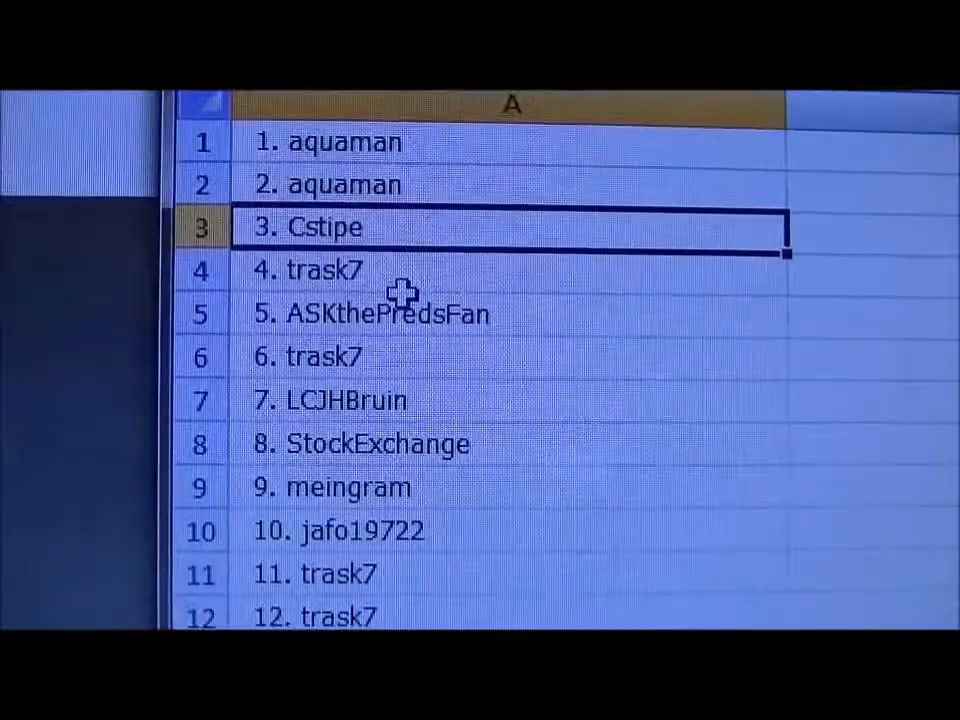 A
1 1. aquaman
2 2. aquaman
3 3. Cstipe
4 4. trask7
5 5. ASKthePredsFan
6 6. trask7
7 7. LCJHBruin
8 8. StockExchange
9 9. meingram
10 10. jafo19722
11 11. trask7
12 12. trask7